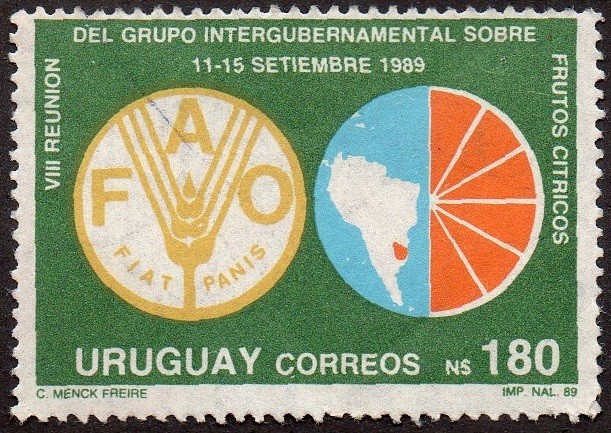 VIII REUNION
DEL GRUPO INTERGUBERNAMENTAL SOBRE
11-15 SETIEMBRE 1989
FRUTOS CITRICOS
F A O
FIAT PANIS
URUGUAY CORREOS N$ 180
C. MENCK FREIRE
IMP. NAL. 89